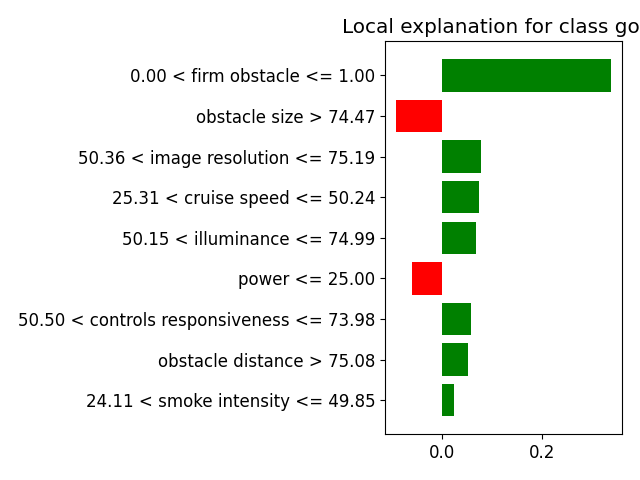 Local explanation for class go
0.00 < firm obstacle <= 1.00
obstacle size > 74.47
50.36 < image resolution <= 75.19
25.31 < cruise speed <= 50.24
50.15 < illuminance <= 74.99
power <= 25.00
50.50 < controls responsiveness <= 73.98
obstacle distance > 75.08
24.11 < smoke intensity <= 49.85
0.0 0.2